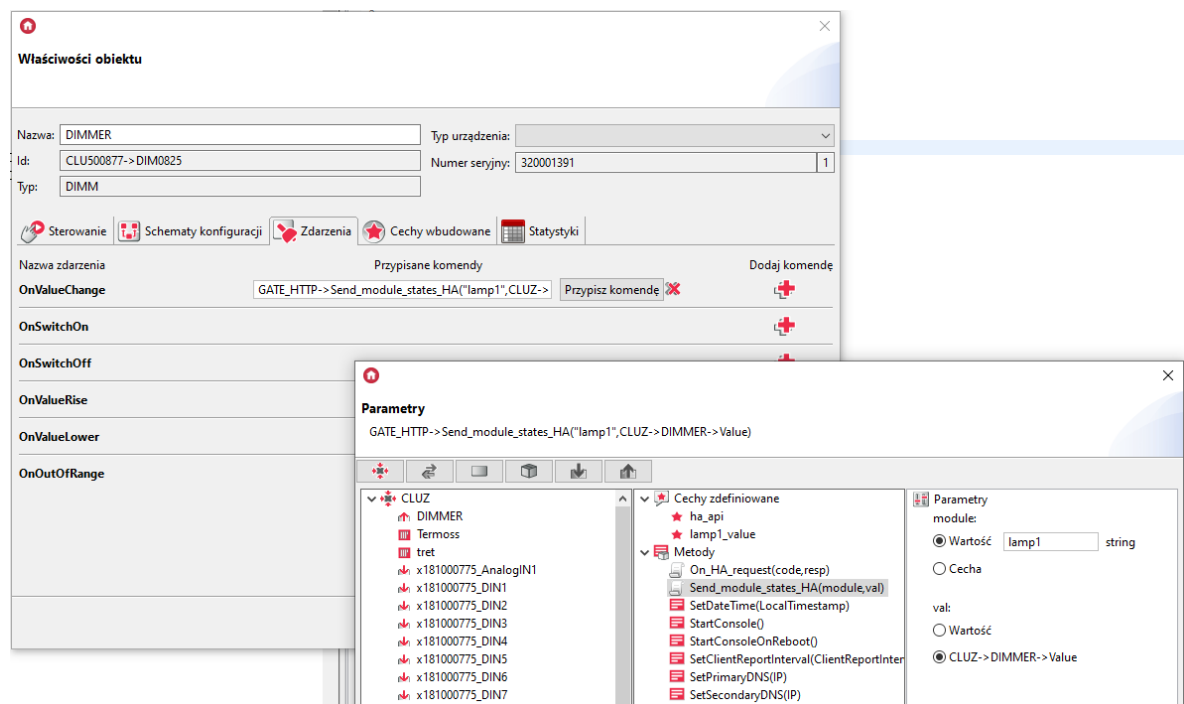 Właściwości obiektu
Nazwa: DIMMER Typ urządzenia:
Id: CLU500877->DIM0825 Numer seryjny: 320001391 1
Typ: DIMM
Sterowanie Schematy konfiguracji Zdarzenia Cechy wbudowane Statystyki
Nazwa zdarzenia Przypisane komendy Dodaj komendę
OnValueChange GATE_HTTP->Send_module_states_HA("lamp1",CLUZ-> Przypisz komendę
OnSwitchOn
OnSwitchOff
OnValueRise
OnValueLower
OnOutOfRange
Parametry
GATE_HTTP->Send_module_states_HA("lamp1",CLUZ->DIMMER->Value)
CLUZ
DIMMER
Termoss
tret
x181000775_AnalogIN1
x181000775_DIN1
x181000775_DIN2
x181000775_DIN3
x181000775_DIN4
x181000775_DIN5
x181000775_DIN6
x181000775_DIN7
Cechy zdefiniowane
ha_api
lamp1_value
Metody
On_HA_request(code,resp)
Send_module_states_HA(module,val)
SetDateTime(LocalTimestamp)
StartConsole()
StartConsoleOnReboot()
SetClientReportInterval(ClientReportInter
SetPrimaryDNS(IP)
SetSecondaryDNS(IP)
Parametry
module:
Wartość lamp1 string
Cecha
val:
Wartość
CLUZ->DIMMER->Value